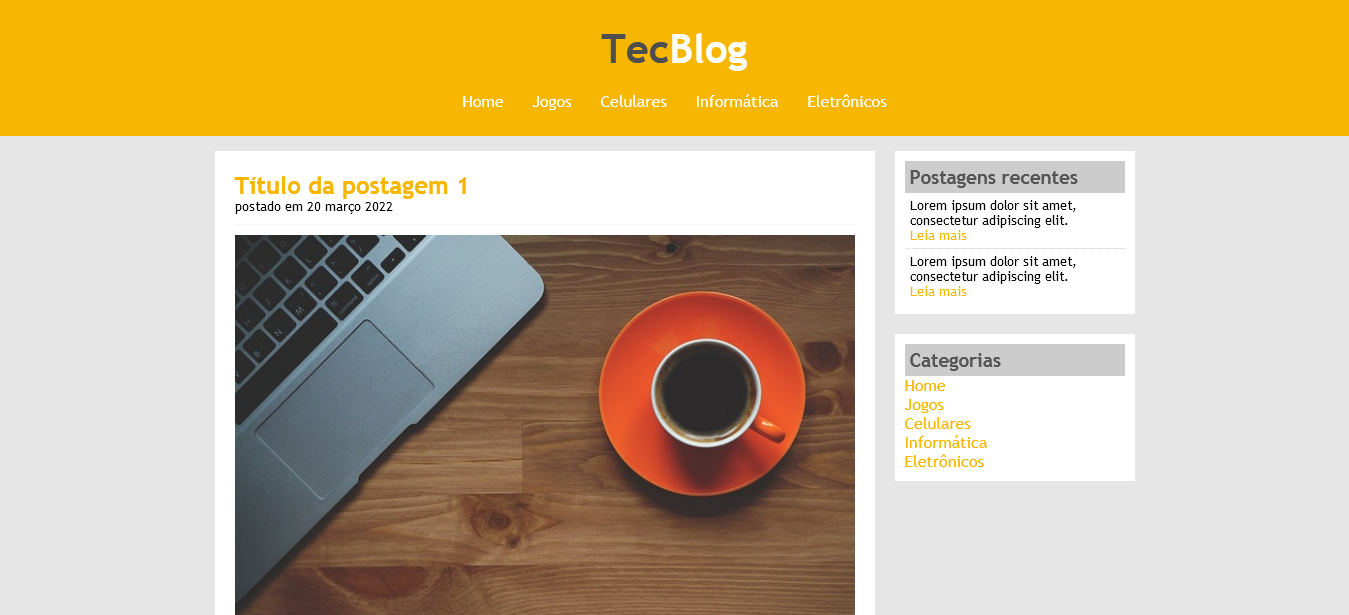 TecBlog
Home Jogos Celulares Informática Eletrônicos
Título da postagem 1
postado em 20 março 2022
Postagens recentes
Lorem ipsum dolor sit amet,
consectetur adipiscing elit.
Leia mais
Lorem ipsum dolor sit amet,
consectetur adipiscing elit.
Leia mais
Categorias
Home
Jogos
Celulares
Informática
Eletrônicos